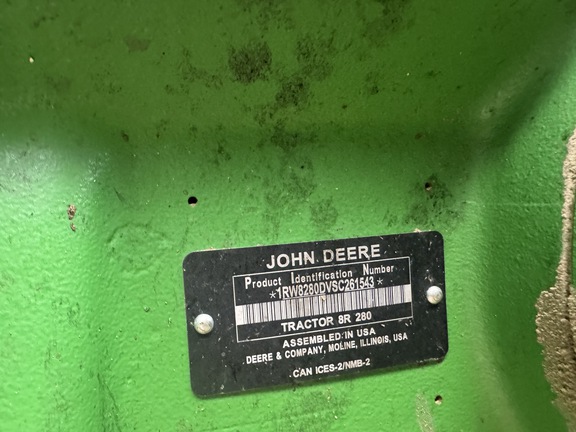 JOHN DEERE
Product Identification Number
*1RW8280DVSC261543*
TRACTOR 8R 280
ASSEMBLED IN USA
DEERE & COMPANY, MOLINE, ILLINOIS, USA
CAN ICES-2/NMB-2